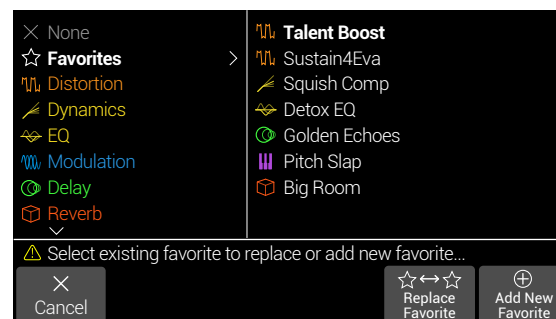 None
Favorites
Distortion
Dynamics
EQ
Modulation
Delay
Reverb
Talent Boost
Sustain4Eva
Squish Comp
Detox EQ
Golden Echoes
Pitch Slap
Big Room
Select existing favorite to replace or add new favorite...
Cancel
Replace
Favorite
Add New
Favorite